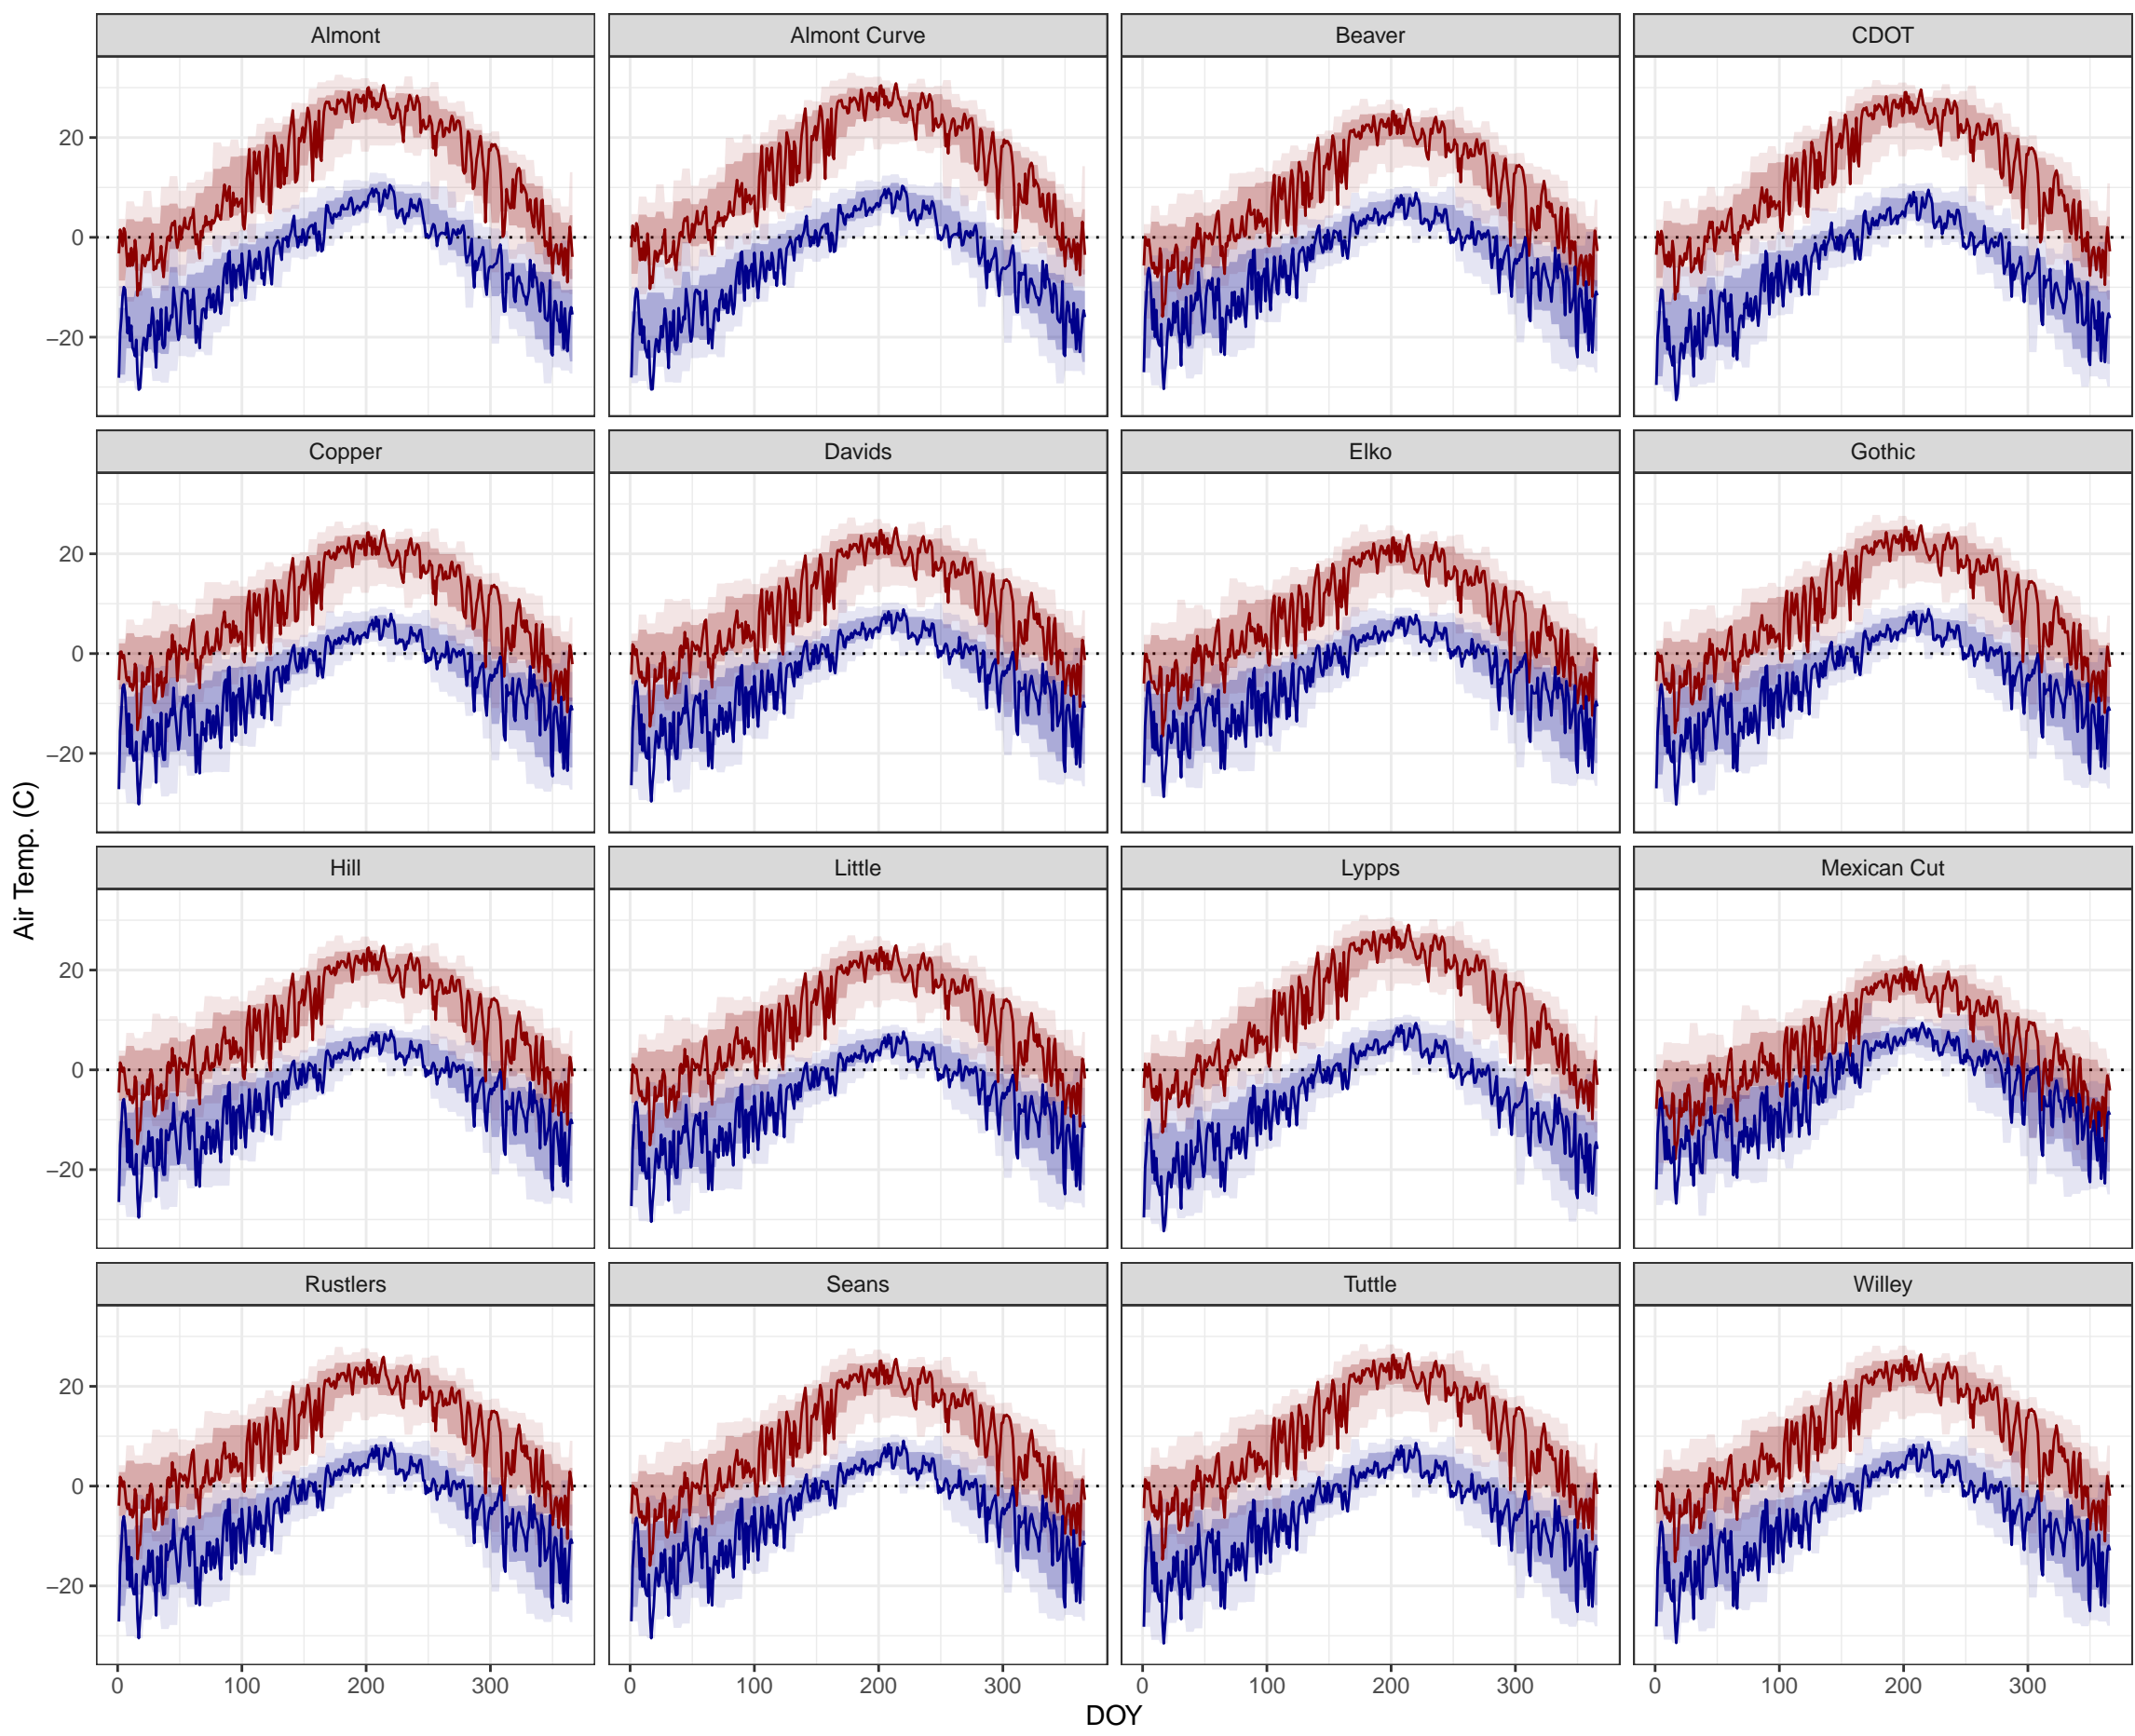 Almont
Almont Curve
Beaver
CDOT
20
0
−20
Copper
Davids
Elko
Gothic
20
0
−20
Air Temp. (C)
Hill
Little
Lypps
Mexican Cut
20
0
−20
Rustlers
Seans
Tuttle
Willey
20
0
−20
0 100 200 300
0 100 200 300
0 100 200 300
0 100 200 300
DOY